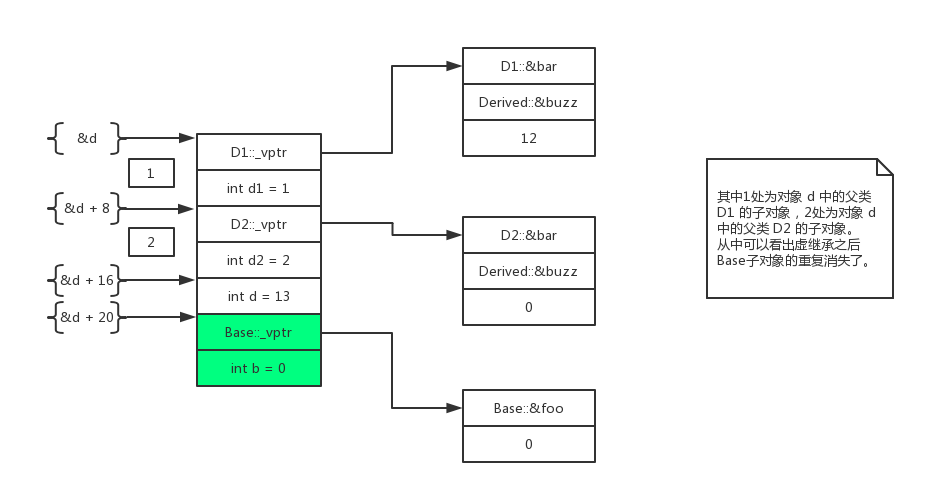 &d
1
&d + 8
2
&d + 16
&d + 20
D1::_vptr
int d1 = 1
D2::_vptr
int d2 = 2
int d = 13
Base::_vptr
int b = 0
D1::&bar
Derived::&buzz
12
D2::&bar
Derived::&buzz
0
Base::&foo
0
其中1处为对象 d 中的父类
D1 的子对象，2处为对象 d
中的父类 D2 的子对象。
从中可以看出虚继承之后
Base子对象的重复消失了。